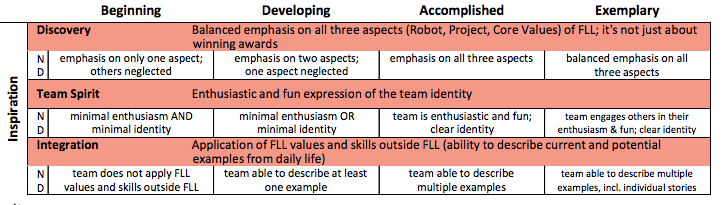 Beginning Developing Accomplished Exemplary
Inspiration
Discovery Balanced emphasis on all three aspects (Robot, Project, Core Values) of FLL; it's not just about
winning awards
N emphasis on only one aspect; emphasis on two aspects; emphasis on all three aspects balanced emphasis on all
D others neglected one aspect neglected three aspects
Team Spirit Enthusiastic and fun expression of the team identity
N minimal enthusiasm AND minimal enthusiasm OR team is enthusiastic and fun; team engages others in their
D minimal identity minimal identity clear identity enthusiasm & fun; clear identity
Integration Application of FLL values and skills outside FLL (ability to describe current and potential
examples from daily life)
N team does not apply FLL team able to describe at least team able to describe team able to describe multiple
D values and skills outside FLL one example multiple examples examples, incl. individual stories